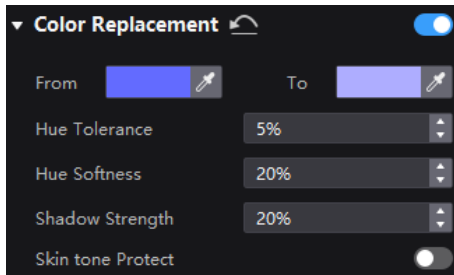 Color Replacement
From To
Hue Tolerance 5%
Hue Softness 20%
Shadow Strength 20%
Skin tone Protect